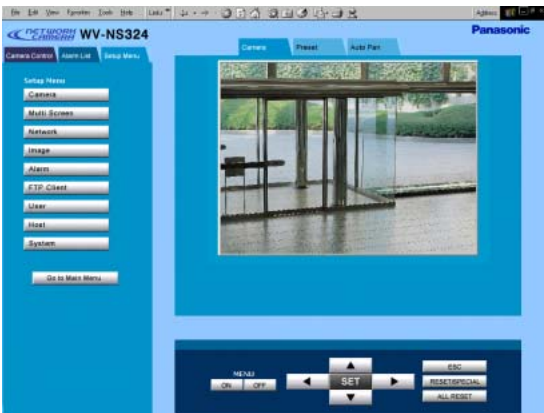 File Edit View Favorites Tools Help
Links
Address
NETWORK CAMERA WV-NS324
Panasonic
Camera Control Alarm List Setup Menu
Camera Preset Auto Pan
Setup Menu
Camera
Multi Screen
Network
Image
Alarm
FTP Client
User
Host
System
Go to Main Menu
MENU
ON OFF
SET
ESC
RESET/SPECIAL
ALL RESET